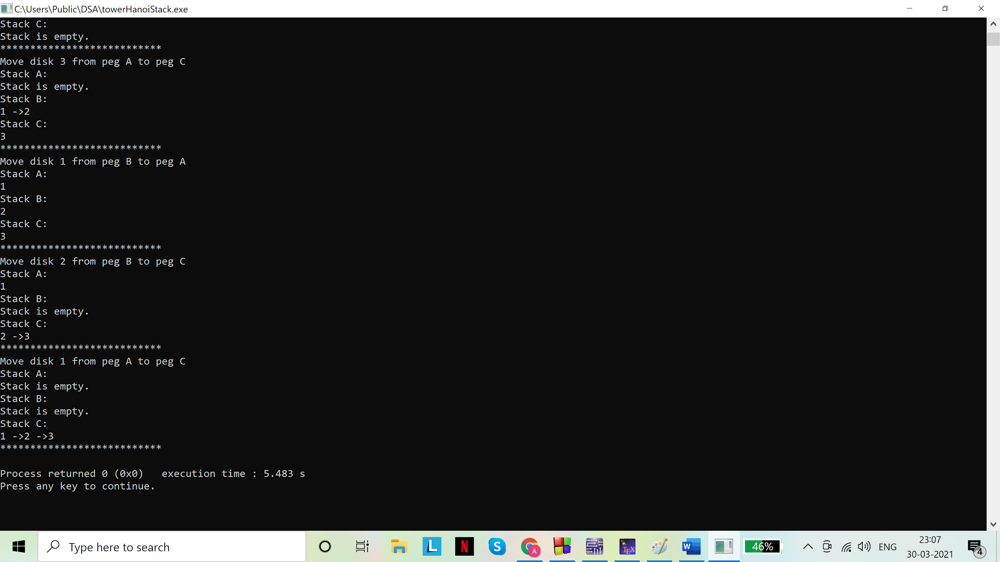 C:\Users\Public\DSA\towerHanoiStack.exe
Stack C:
Stack is empty.
***************************
Move disk 3 from peg A to peg C
Stack A:
Stack is empty.
Stack B:
1 ->2
Stack C:
3
***************************
Move disk 1 from peg B to peg A
Stack A:
1
Stack B:
2
Stack C:
3
***************************
Move disk 2 from peg B to peg C
Stack A:
1
Stack B:
Stack is empty.
Stack C:
2 ->3
***************************
Move disk 1 from peg A to peg C
Stack A:
Stack is empty.
Stack B:
Stack is empty.
Stack C:
1 ->2 ->3
***************************
Process returned 0 (0x0)   execution time : 5.483 s
Press any key to continue.
Type here to search
L
N
S
A
TEX
W
46%
ENG
23:07
30-03-2021
4